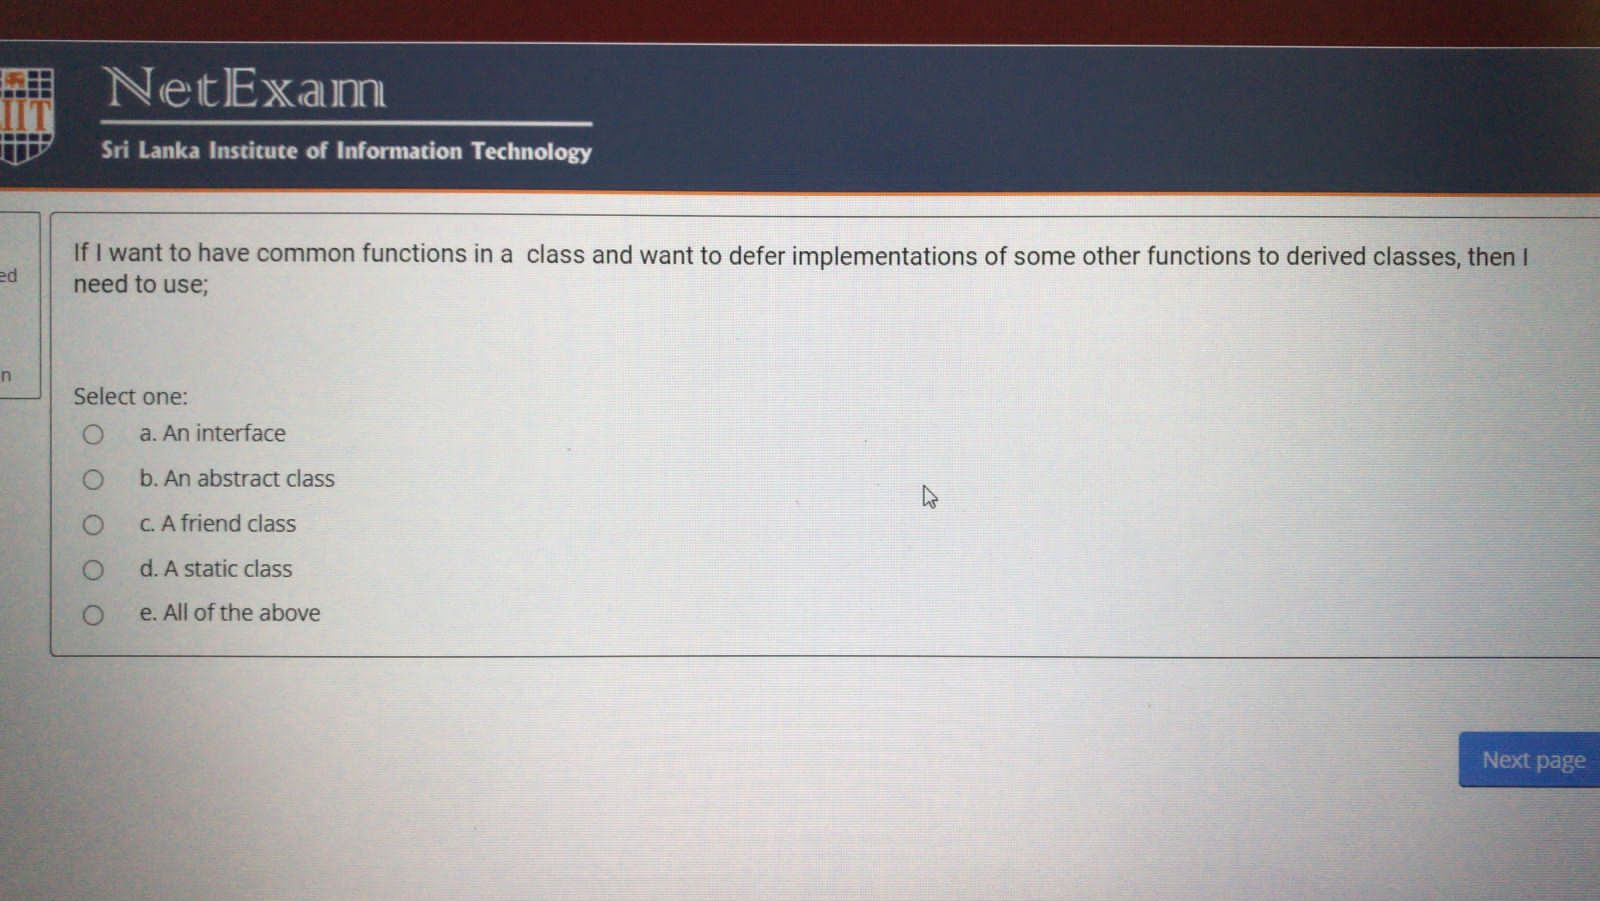 NetExam
IIT
Sri Lanka Institute of Information Technology
ed
n
If I want to have common functions in a class and want to defer implementations of some other functions to derived classes, then I
need to use;
Select one:
a. An interface
b. An abstract class
c. A friend class
d. A static class
e. All of the above
Next page